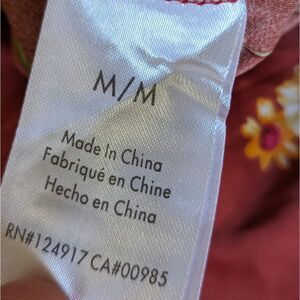 M/M
Made In China
Fabriqué en Chine
Hecho en China
RN#124917 CA#00985